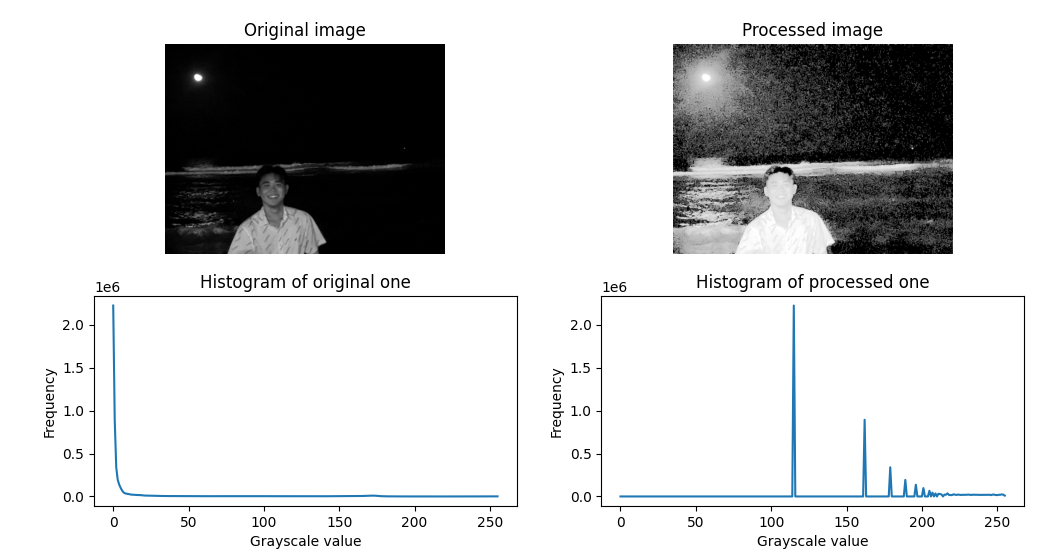 Original image
Processed image
Histogram of original one
1e6
Frequency
2.0
1.5
1.0
0.5
0.0
0 50 100 150 200 250
Grayscale value
Histogram of processed one
1e6
Frequency
2.0
1.5
1.0
0.5
0.0
0 50 100 150 200 250
Grayscale value